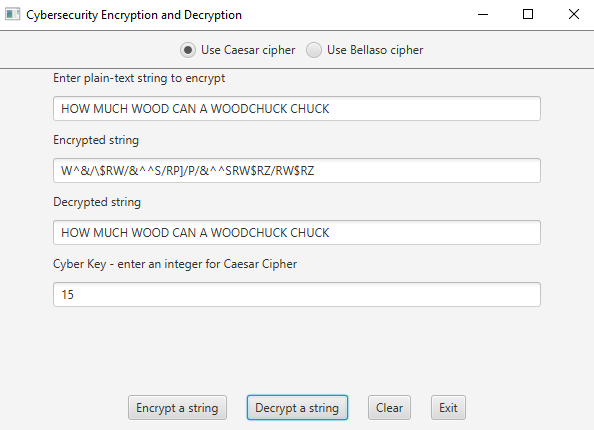 Cybersecurity Encryption and Decryption
Use Caesar cipher Use Bellaso cipher
Enter plain-text string to encrypt
HOW MUCH WOOD CAN A WOODCHUCK CHUCK
Encrypted string
W^&/\$RW/&^^S/RP]/P/&^^SRW$RZ/RW$RZ
Decrypted string
HOW MUCH WOOD CAN A WOODCHUCK CHUCK
Cyber Key - enter an integer for Caesar Cipher
15
Encrypt a string Decrypt a string Clear Exit